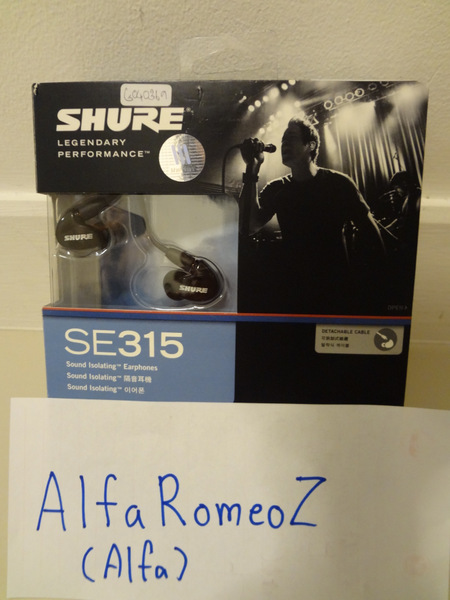 SHURE
LEGENDARY
PERFORMANCE™
SHURE
SHURE
SE315
DETACHABLE CABLE
Sound Isolating™ Earphones
Sound Isolating™ 隔音耳機
Sound Isolating™ 이어폰
AlfaRomeoZ
(Alfa)